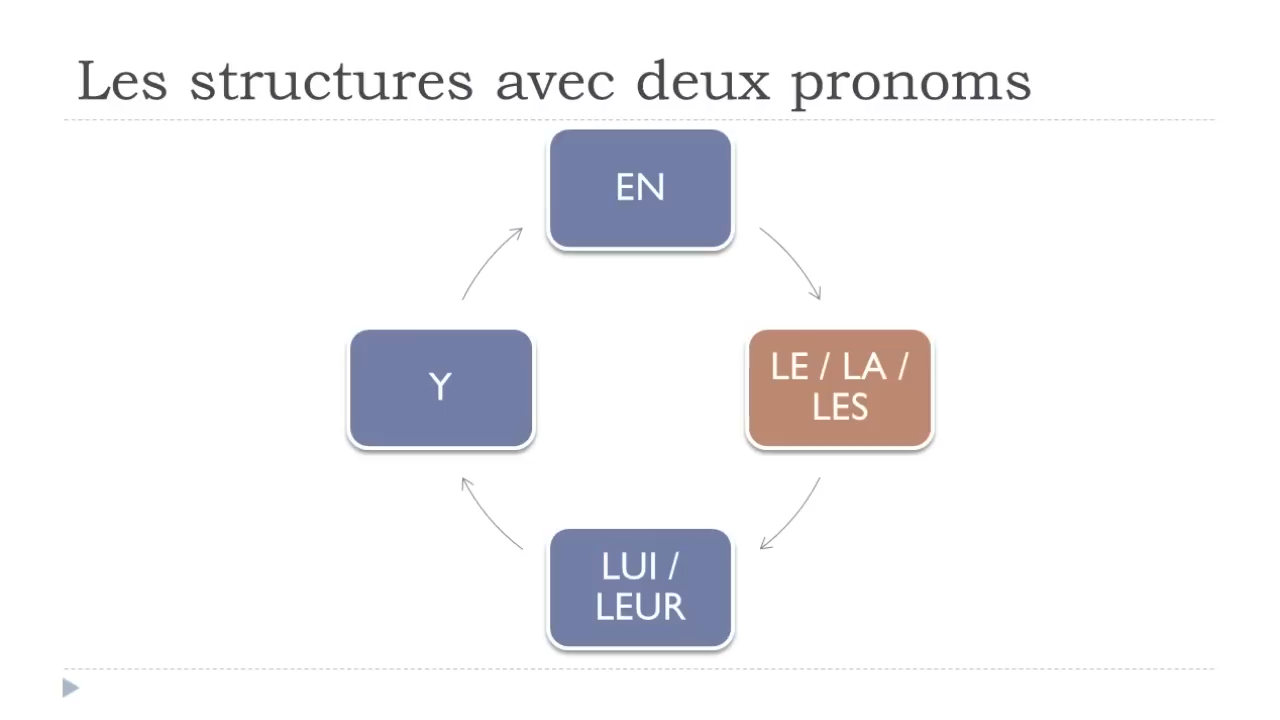 Les structures avec deux pronoms
EN
Y
LE / LA /
LES
LUI /
LEUR